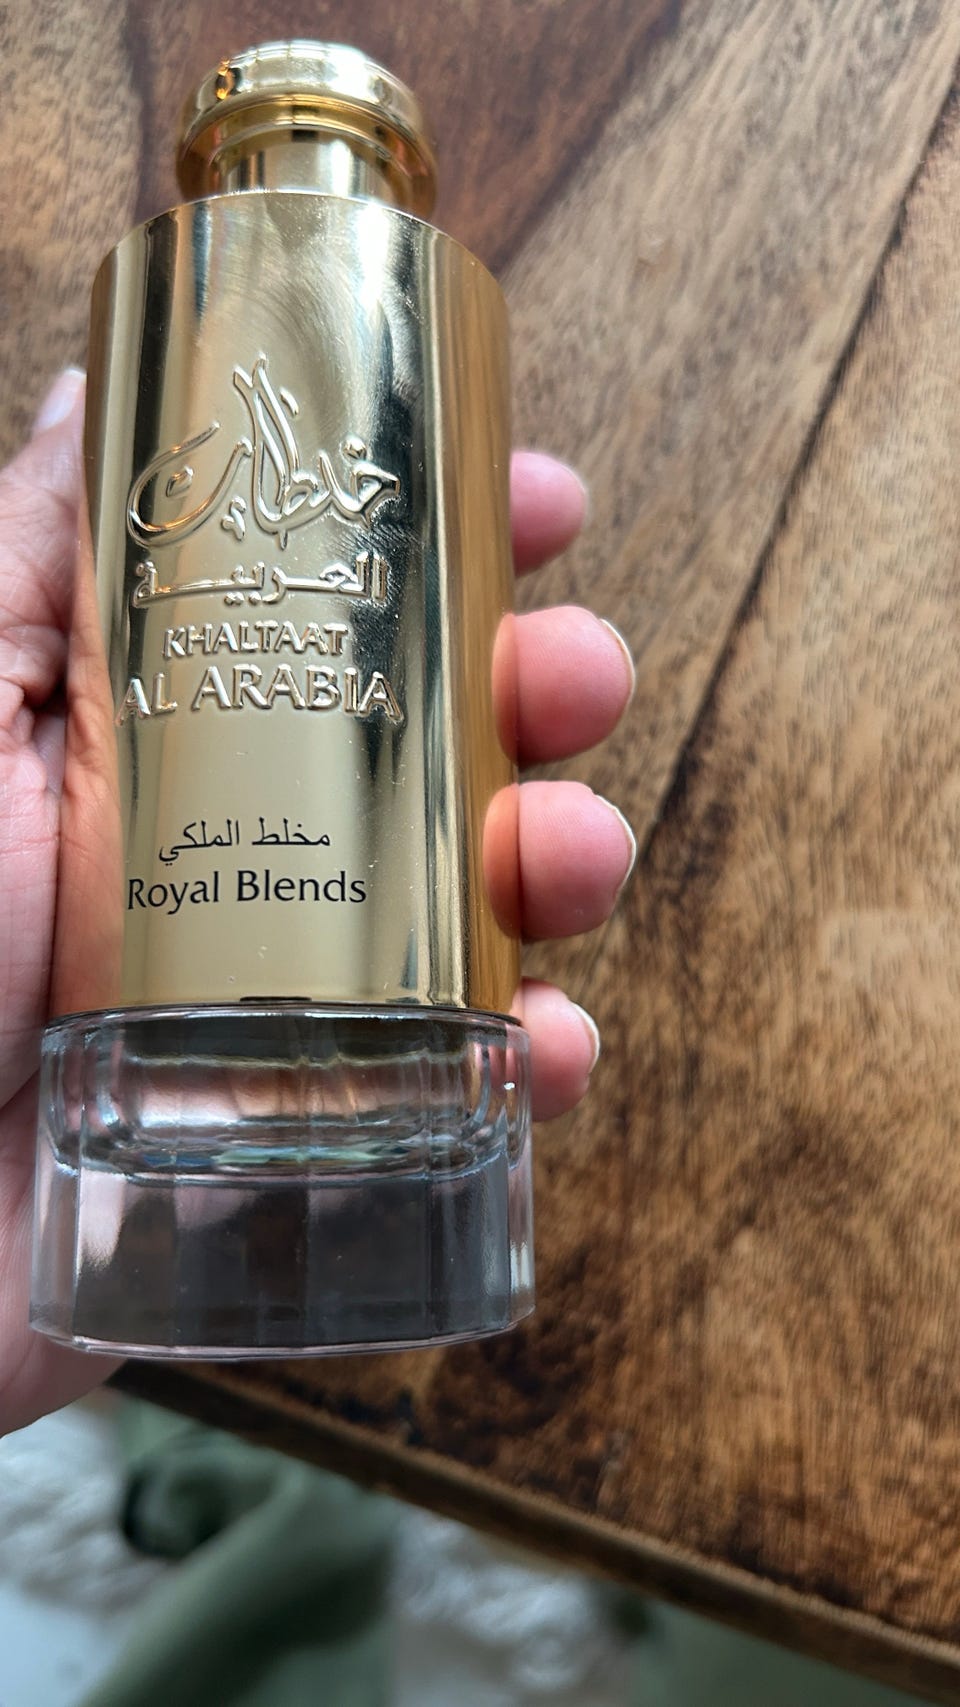 خلطات
العربية
KHALTAAT
AL ARABIA
مخلط الملكي
Royal Blends